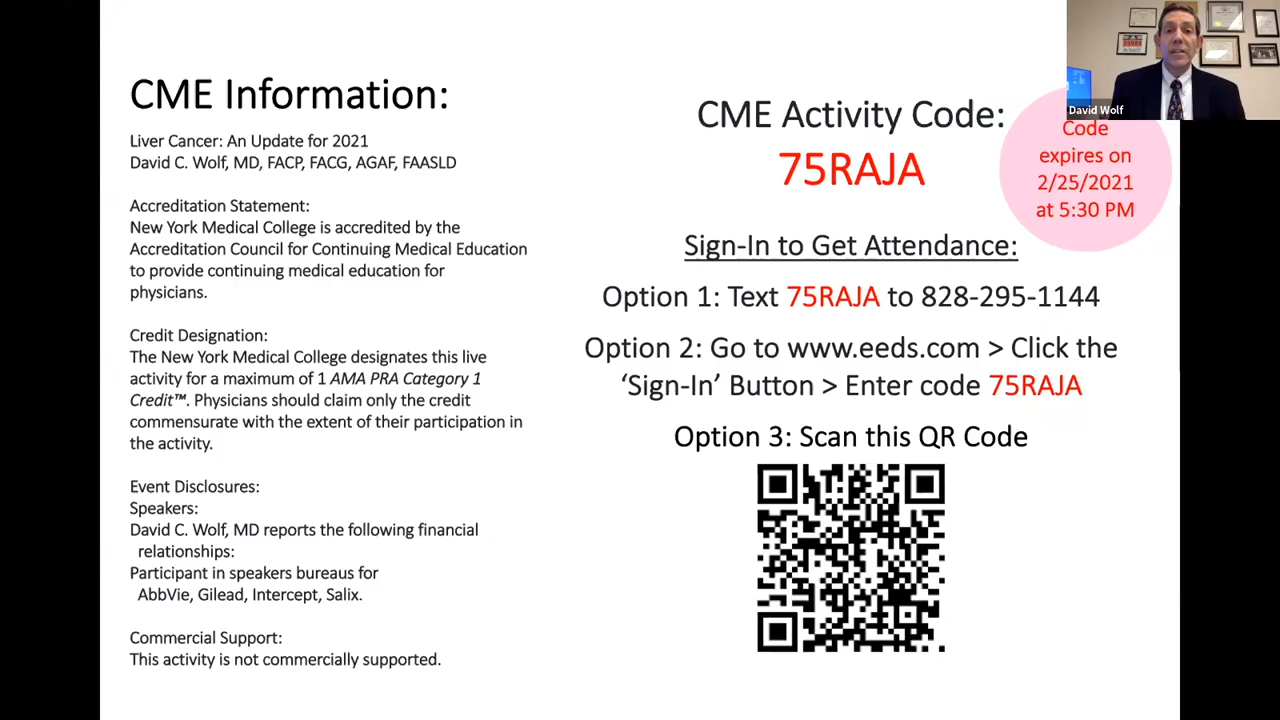 CME Information:
Liver Cancer: An Update for 2021
David C. Wolf, MD, FACP, FACG, AGAF, FAASLD
Accreditation Statement:
New York Medical College is accredited by the
Accreditation Council for Continuing Medical Education
to provide continuing medical education for
physicians.
Credit Designation:
The New York Medical College designates this live
activity for a maximum of 1 AMA PRA Category 1
Credit™. Physicians should claim only the credit
commensurate with the extent of their participation in
the activity.
Event Disclosures:
Speakers:
David C. Wolf, MD reports the following financial
relationships:
Participant in speakers bureaus for
AbbVie, Gilead, Intercept, Salix.
Commercial Support:
This activity is not commercially supported.
CME Activity Code:
75RAJA
Sign-In to Get Attendance:
Option 1: Text 75RAJA to 828-295-1144
Option 2: Go to www.eeds.com > Click the
‘Sign-In’ Button > Enter code 75RAJA
Option 3: Scan this QR Code
David Wolf
Code
expires on
2/25/2021
at 5:30 PM